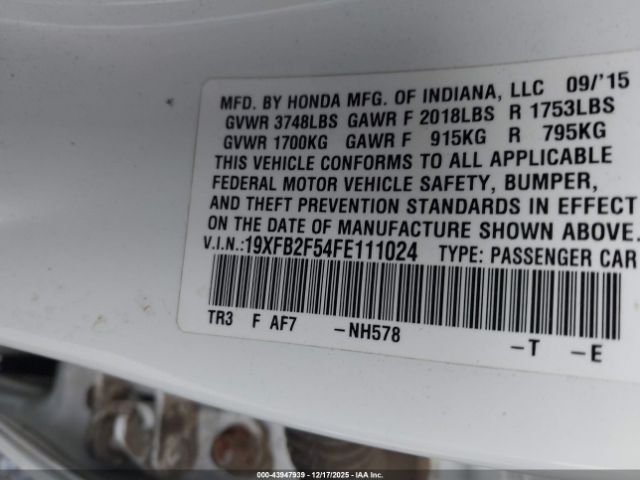 MFD. BY HONDA MFG. OF INDIANA, LLC 09/'15
GVWR 3748LBS GAWR F 2018LBS R 1753LBS
GVWR 1700KG GAWR F 915KG R 795KG
THIS VEHICLE CONFORMS TO ALL APPLICABLE
FEDERAL MOTOR VEHICLE SAFETY, BUMPER,
AND THEFT PREVENTION STANDARDS IN EFFECT
ON THE DATE OF MANUFACTURE SHOWN ABOVE.
V.I.N.:19XFB2F54FE111024 TYPE: PASSENGER CAR
TR3 F AF7 –NH578 –T –E
000-43947939 - 12/17/2025 - IAA Inc.